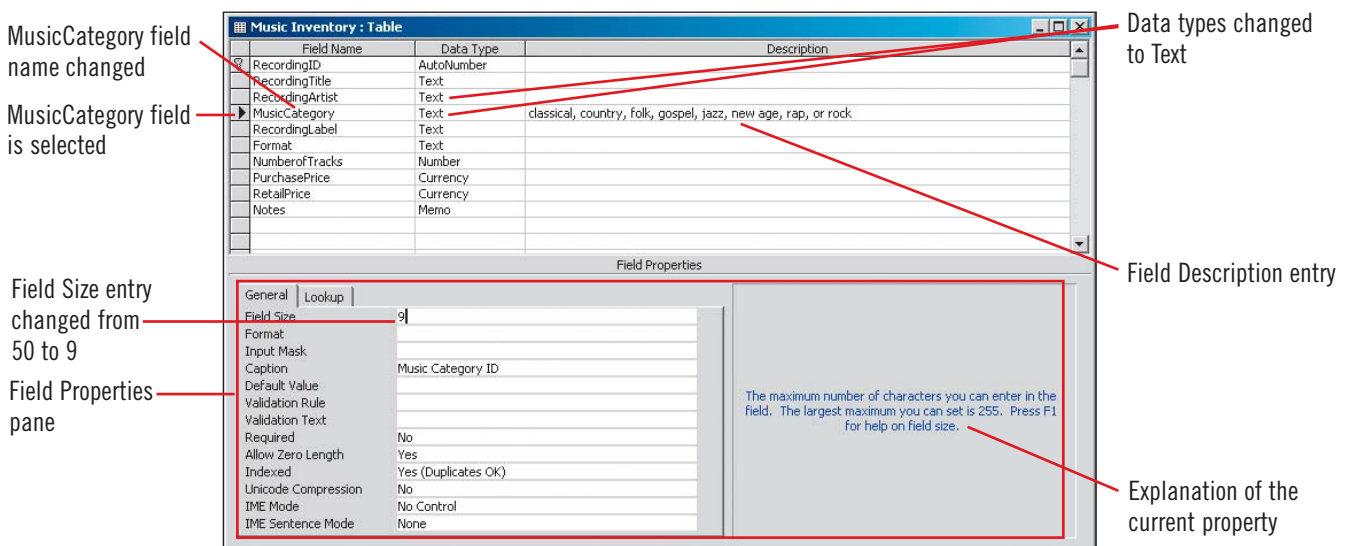 Music Inventory : Table
Field Name Data Type Description
RecordingID AutoNumber
RecordingTitle Text
RecordingArtist Text
MusicCategory Text classical, country, folk, gospel, jazz, new age, rap, or rock
RecordingLabel Text
Format Text
NumberofTracks Number
PurchasePrice Currency
RetailPrice Currency
Notes Memo
Field Properties
General Lookup
Field Size 9
Format
Input Mask
Caption Music Category ID
Default Value
Validation Rule
Validation Text
Required No
Allow Zero Length Yes
Indexed Yes (Duplicates OK)
Unicode Compression No
IME Mode No Control
IME Sentence Mode None
The maximum number of characters you can enter in the
field. The largest maximum you can set is 255. Press F1
for help on field size.
MusicCategory field
name changed
MusicCategory field
is selected
Field Size entry
changed from
50 to 9
Field Properties
pane
Data types changed
to Text
Field Description entry
Explanation of the
current property